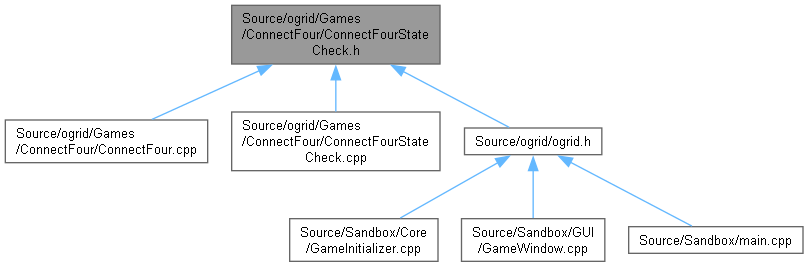 Source/ogrid/Games
/ConnectFour/ConnectFourState
Check.h
Source/ogrid/Games
/ConnectFour/ConnectFour.cpp
Source/ogrid/Games
/ConnectFour/ConnectFourState
Check.cpp
Source/ogrid/ogrid.h
Source/Sandbox/Core
/GameInitializer.cpp
Source/Sandbox/GUI
/GameWindow.cpp
Source/Sandbox/main.cpp